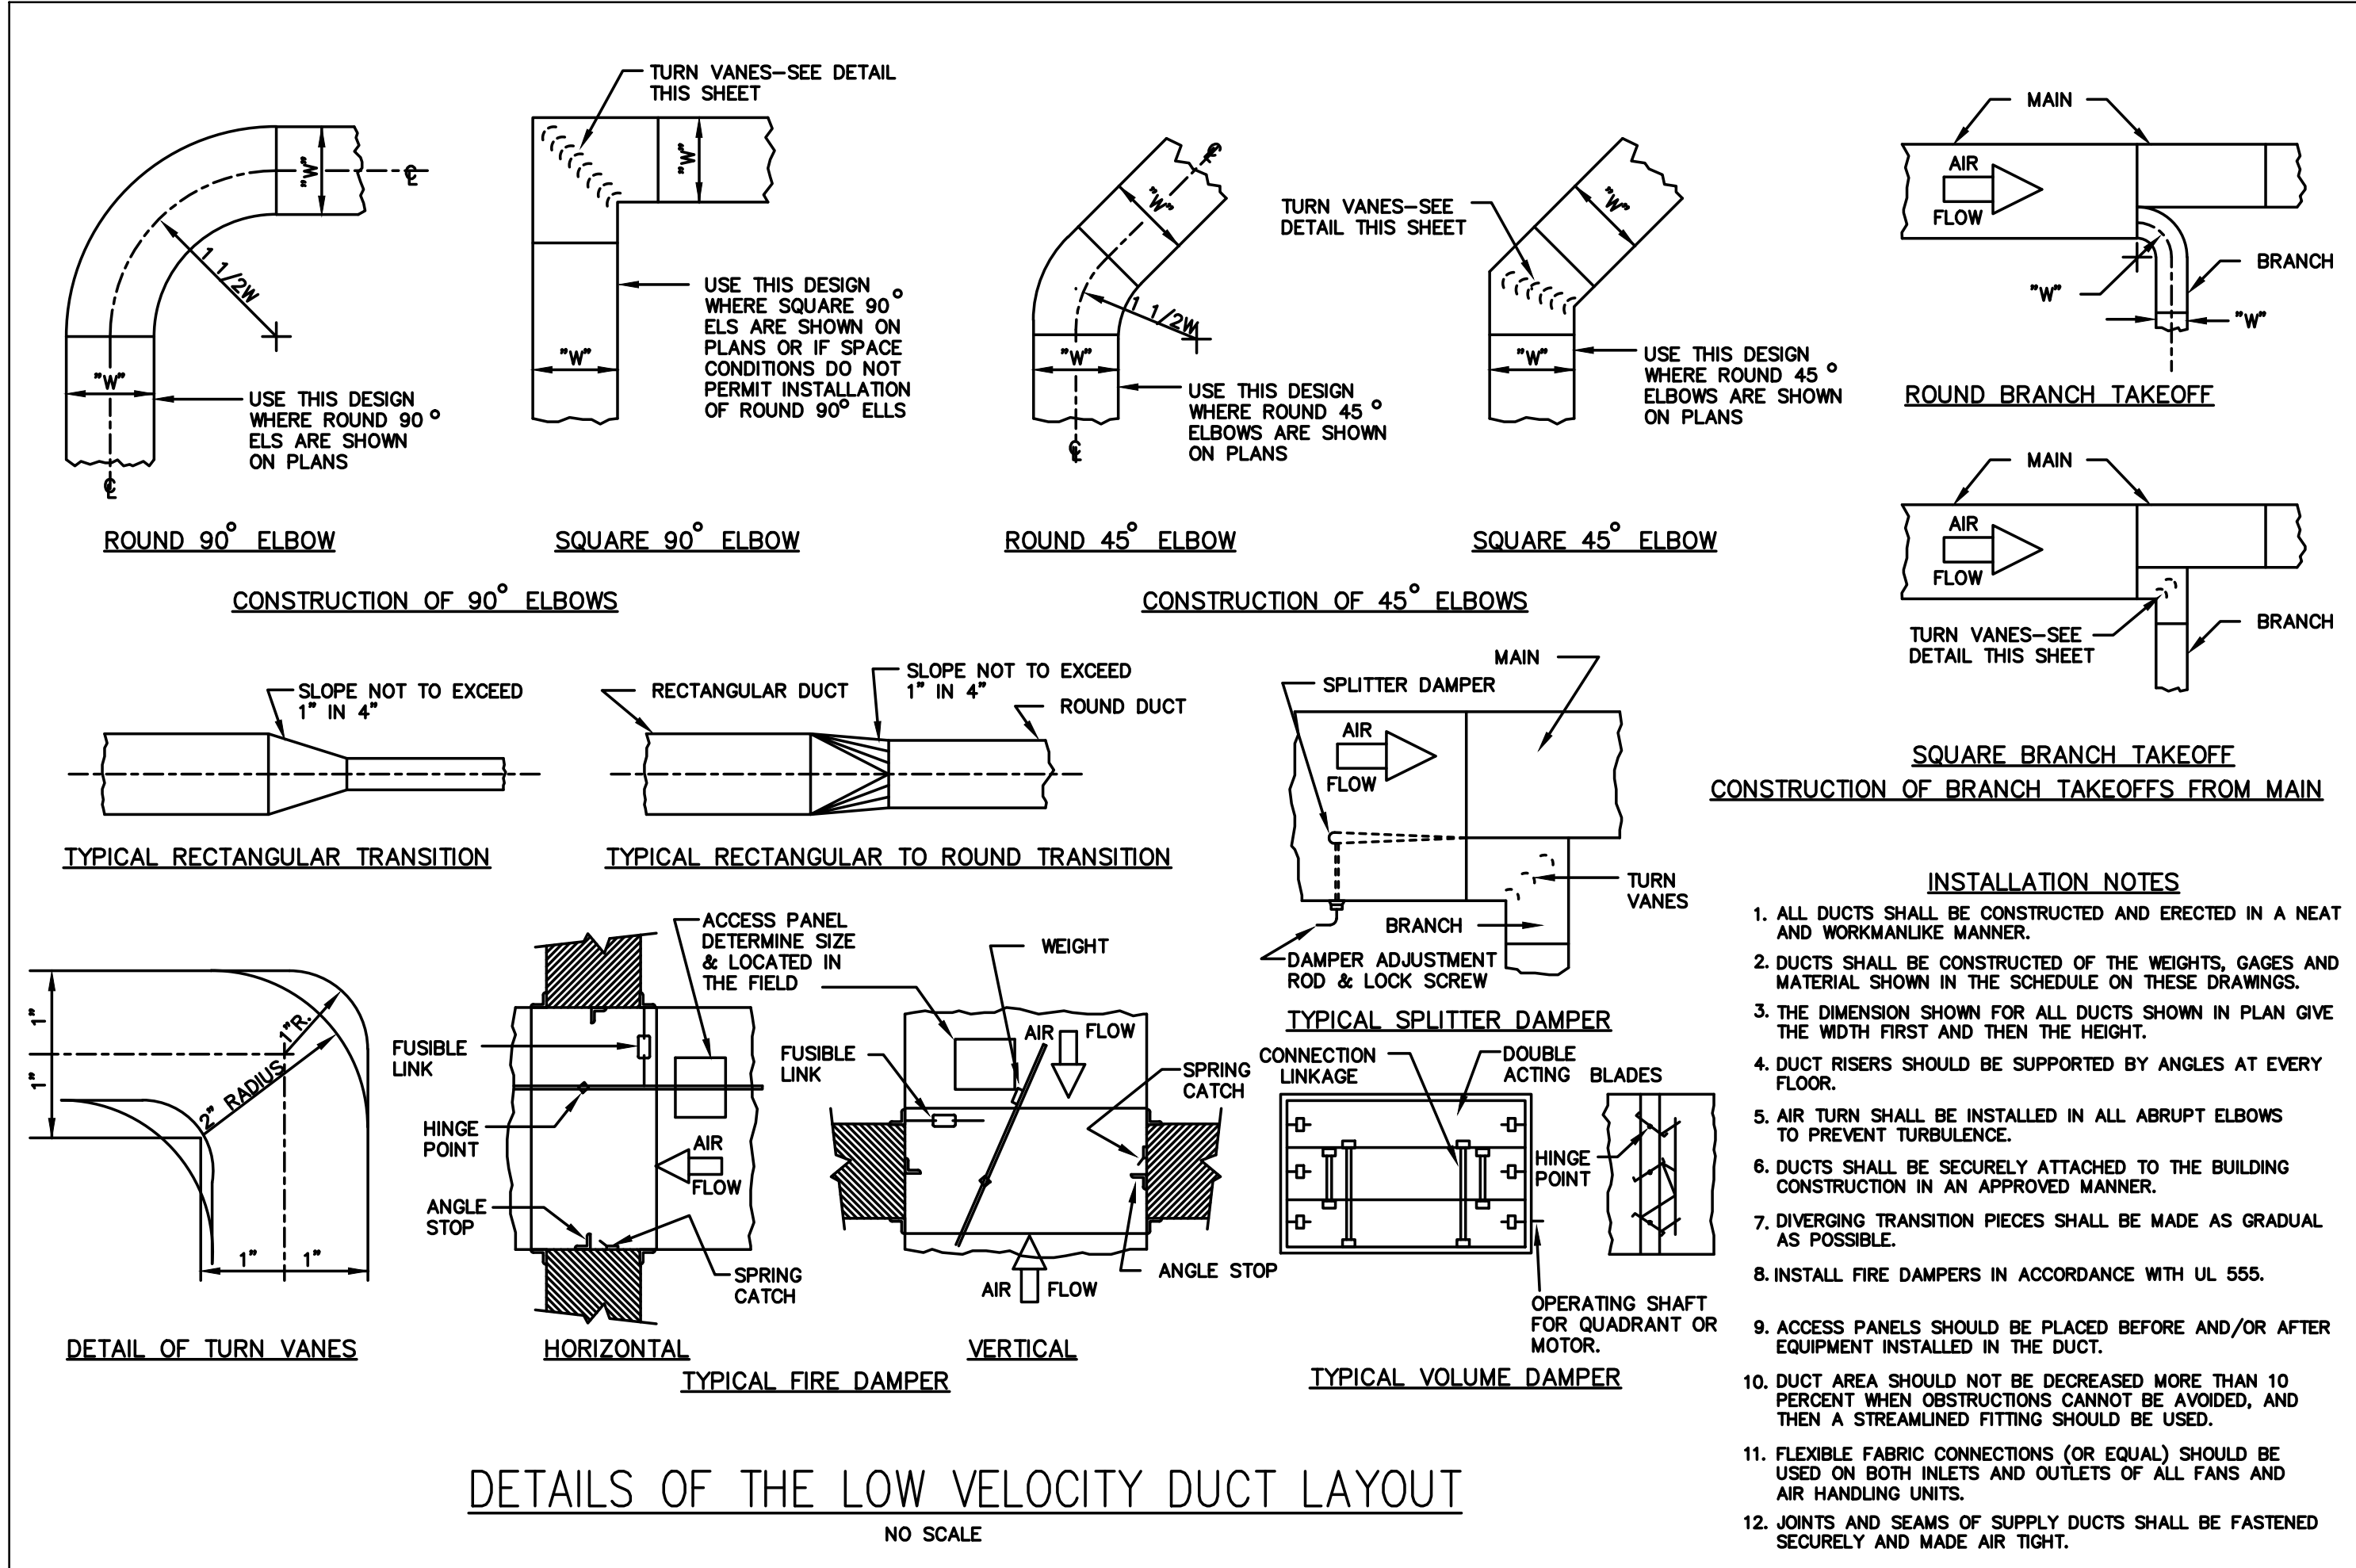 TURN VANES-SEE DETAIL
THIS SHEET
"W"
℄
1 1/2W
"W"
USE THIS DESIGN
WHERE ROUND 90°
ELS ARE SHOWN
ON PLANS
℄
ROUND 90° ELBOW
"W"
USE THIS DESIGN
WHERE SQUARE 90°
ELS ARE SHOWN ON
PLANS OR IF SPACE
CONDITIONS DO NOT
PERMIT INSTALLATION
OF ROUND 90° ELLS
"W"
SQUARE 90° ELBOW
CONSTRUCTION OF 90° ELBOWS
℄
"W"
1 1/2W
"W"
USE THIS DESIGN
WHERE ROUND 45°
ELBOWS ARE SHOWN
ON PLANS
℄
ROUND 45° ELBOW
TURN VANES-SEE
DETAIL THIS SHEET
"W"
"W"
USE THIS DESIGN
WHERE ROUND 45°
ELBOWS ARE SHOWN
ON PLANS
SQUARE 45° ELBOW
CONSTRUCTION OF 45° ELBOWS
MAIN
AIR
FLOW
BRANCH
"W"
"W"
ROUND BRANCH TAKEOFF
MAIN
AIR
FLOW
BRANCH
TURN VANES-SEE
DETAIL THIS SHEET
SQUARE BRANCH TAKEOFF
CONSTRUCTION OF BRANCH TAKEOFFS FROM MAIN
SLOPE NOT TO EXCEED
1" IN 4"
TYPICAL RECTANGULAR TRANSITION
RECTANGULAR DUCT
SLOPE NOT TO EXCEED
1" IN 4"
ROUND DUCT
TYPICAL RECTANGULAR TO ROUND TRANSITION
MAIN
SPLITTER DAMPER
AIR
FLOW
TURN
VANES
BRANCH
DAMPER ADJUSTMENT
ROD & LOCK SCREW
TYPICAL SPLITTER DAMPER
1"
1"
1"R.
2" RADIUS
1"
1"
DETAIL OF TURN VANES
ACCESS PANEL
DETERMINE SIZE
& LOCATED IN
THE FIELD
FUSIBLE
LINK
HINGE
POINT
AIR
FLOW
ANGLE
STOP
SPRING
CATCH
HORIZONTAL
WEIGHT
AIR
FLOW
FUSIBLE
LINK
SPRING
CATCH
ANGLE STOP
AIR
FLOW
VERTICAL
TYPICAL FIRE DAMPER
CONNECTION
LINKAGE
DOUBLE
ACTING
BLADES
HINGE
POINT
OPERATING SHAFT
FOR QUADRANT OR
MOTOR.
TYPICAL VOLUME DAMPER
INSTALLATION NOTES
1. ALL DUCTS SHALL BE CONSTRUCTED AND ERECTED IN A NEAT
AND WORKMANLIKE MANNER.
2. DUCTS SHALL BE CONSTRUCTED OF THE WEIGHTS, GAGES AND
MATERIAL SHOWN IN THE SCHEDULE ON THESE DRAWINGS.
3. THE DIMENSION SHOWN FOR ALL DUCTS SHOWN IN PLAN GIVE
THE WIDTH FIRST AND THEN THE HEIGHT.
4. DUCT RISERS SHOULD BE SUPPORTED BY ANGLES AT EVERY
FLOOR.
5. AIR TURN SHALL BE INSTALLED IN ALL ABRUPT ELBOWS
TO PREVENT TURBULENCE.
6. DUCTS SHALL BE SECURELY ATTACHED TO THE BUILDING
CONSTRUCTION IN AN APPROVED MANNER.
7. DIVERGING TRANSITION PIECES SHALL BE MADE AS GRADUAL
AS POSSIBLE.
8. INSTALL FIRE DAMPERS IN ACCORDANCE WITH UL 555.
9. ACCESS PANELS SHOULD BE PLACED BEFORE AND/OR AFTER
EQUIPMENT INSTALLED IN THE DUCT.
10. DUCT AREA SHOULD NOT BE DECREASED MORE THAN 10
PERCENT WHEN OBSTRUCTIONS CANNOT BE AVOIDED, AND
THEN A STREAMLINED FITTING SHOULD BE USED.
11. FLEXIBLE FABRIC CONNECTIONS (OR EQUAL) SHOULD BE
USED ON BOTH INLETS AND OUTLETS OF ALL FANS AND
AIR HANDLING UNITS.
12. JOINTS AND SEAMS OF SUPPLY DUCTS SHALL BE FASTENED
SECURELY AND MADE AIR TIGHT.
DETAILS OF THE LOW VELOCITY DUCT LAYOUT
NO SCALE